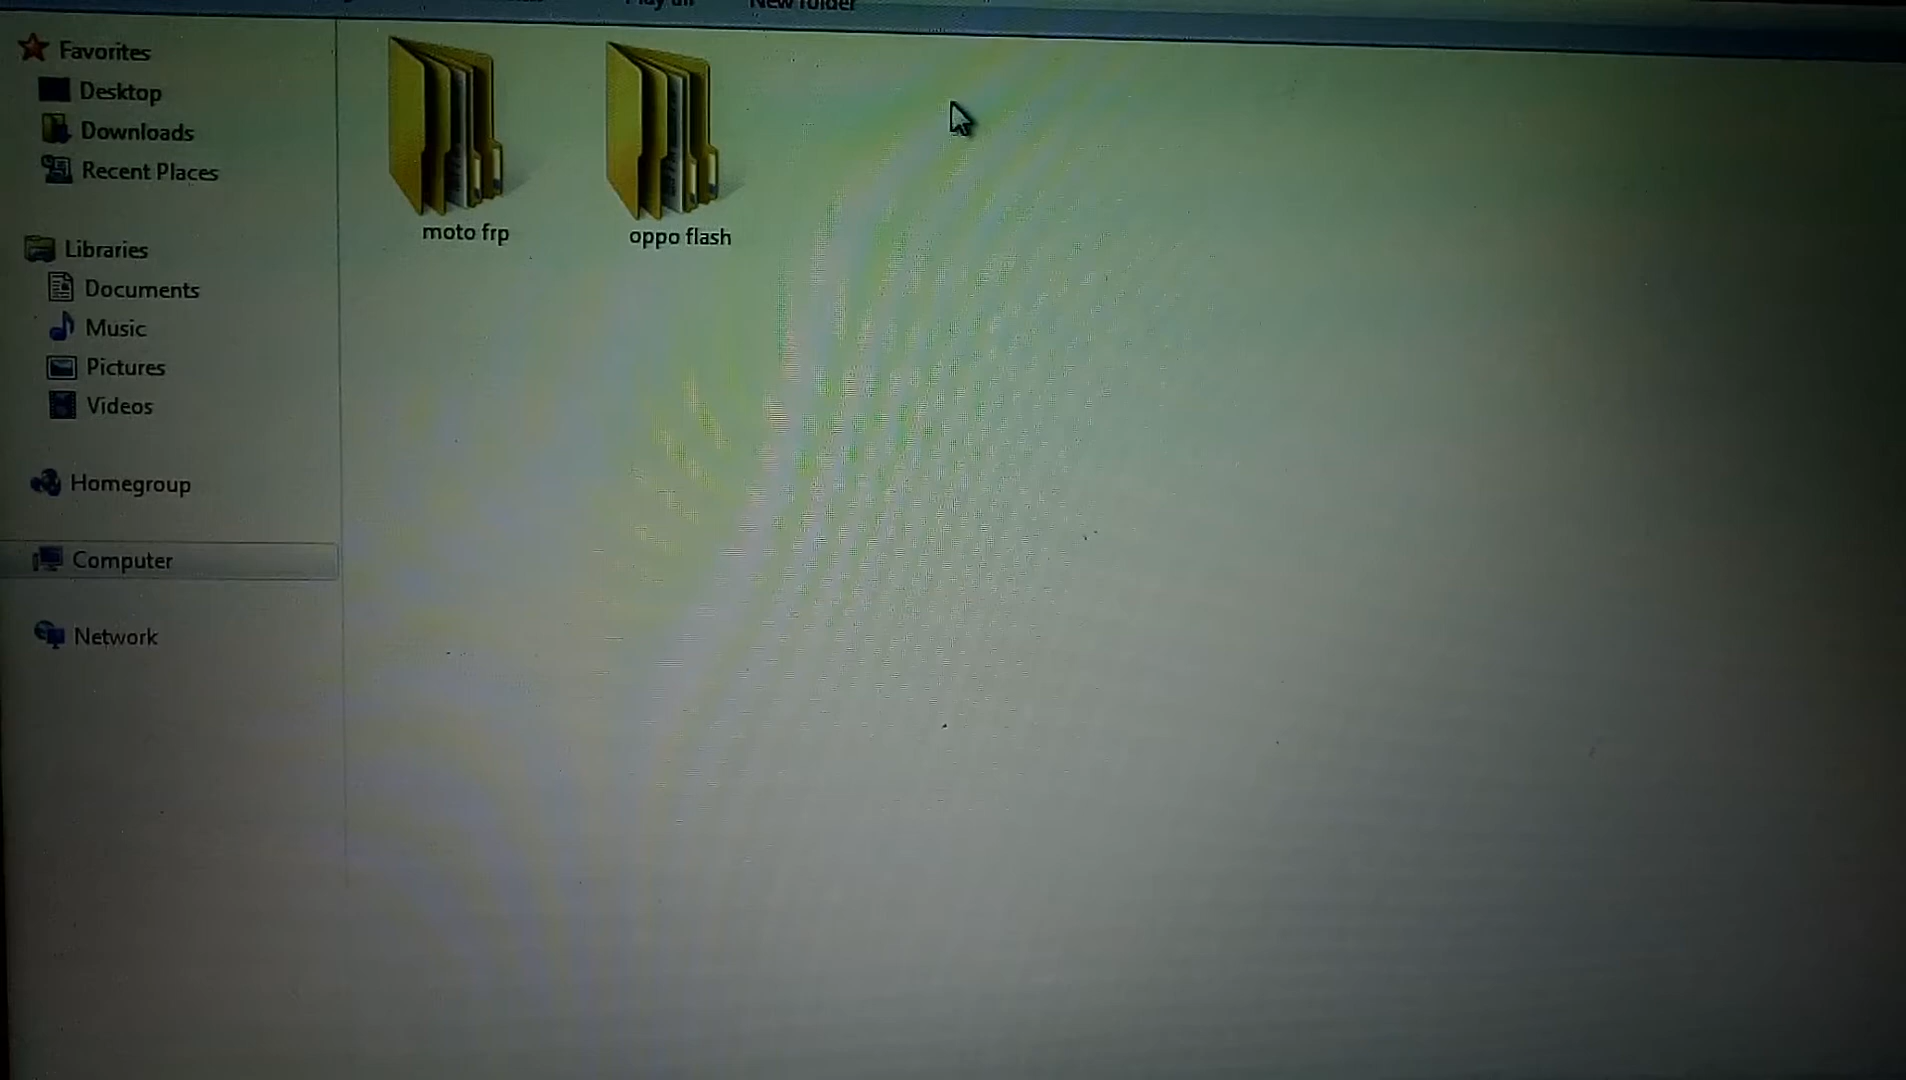 Play all New folder
Favorites
Desktop
Downloads
Recent Places
Libraries
Documents
Music
Pictures
Videos
Homegroup
Computer
Network
moto frp
oppo flash